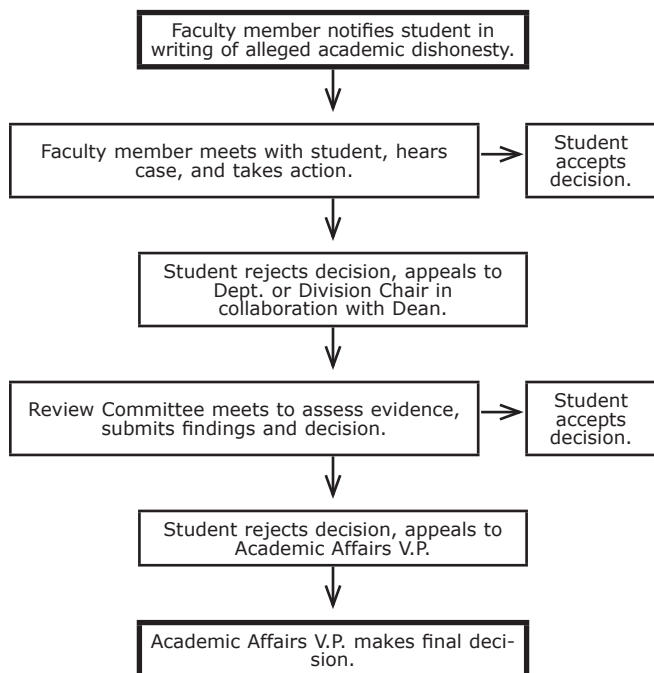 Faculty member notifies student in
writing of alleged academic dishonesty.
Faculty member meets with student, hears
case, and takes action.
Student
accepts
decision.
Student rejects decision, appeals to
Dept. or Division Chair in
collaboration with Dean.
Review Committee meets to assess evidence,
submits findings and decision.
Student
accepts
decision.
Student rejects decision, appeals to
Academic Affairs V.P.
Academic Affairs V.P. makes final deci-
sion.